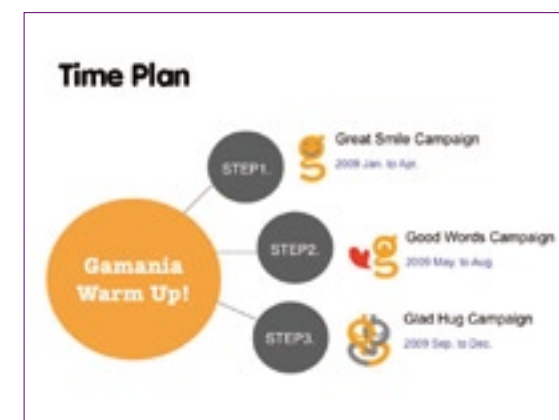 Time Plan
STEP1.
Great Smile Campaign
2009 Jan. to Apr.
Gamania
Warm Up!
STEP2.
Good Words Campaign
2009 May. to Aug
STEP3.
Glad Hug Campaign
2009 Sep. to Dec.